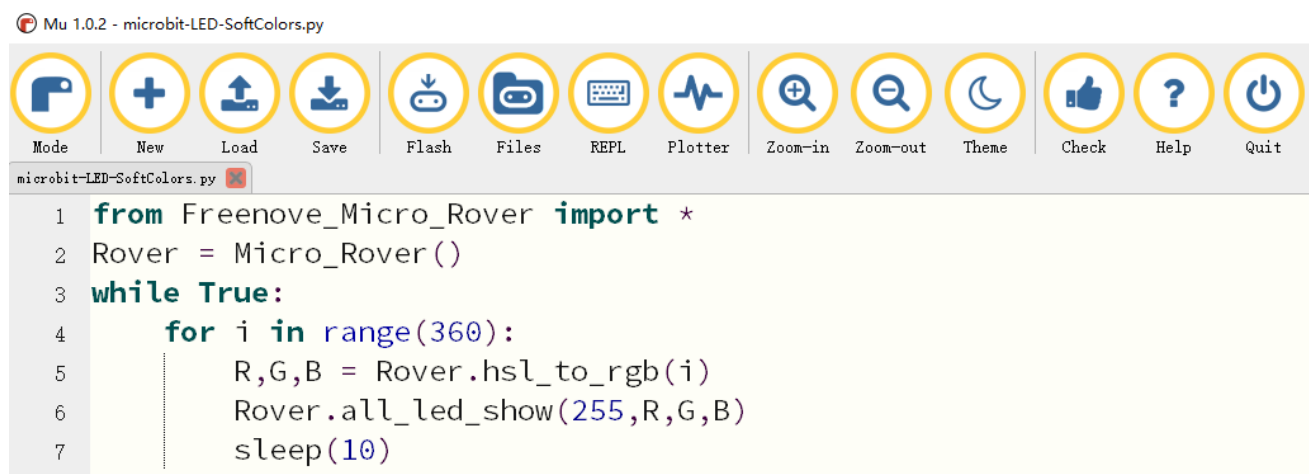 Mu 1.0.2 - microbit-LED-SoftColors.py
Mode New Load Save Flash Files REPL Plotter Zoom-in Zoom-out Theme Check Help Quit
microbit-LED-SoftColors.py
1 from Freenove_Micro_Rover import *
2 Rover = Micro_Rover()
3 while True:
4     for i in range(360):
5         R,G,B = Rover.hsl_to_rgb(i)
6         Rover.all_led_show(255,R,G,B)
7         sleep(10)